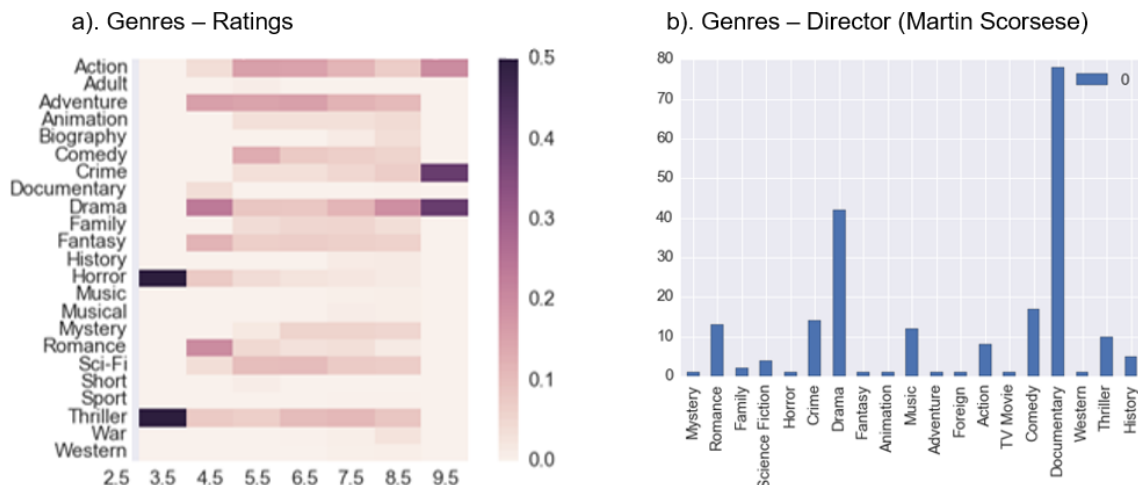 a). Genres – Ratings
Action
Adult
Adventure
Animation
Biography
Comedy
Crime
Documentary
Drama
Family
Fantasy
History
Horror
Music
Musical
Mystery
Romance
Sci-Fi
Short
Sport
Thriller
War
Western
2.5 3.5 4.5 5.5 6.5 7.5 8.5 9.5
0.5
0.4
0.3
0.2
0.1
0.0
b). Genres – Director (Martin Scorsese)
80
70
60
50
40
30
20
10
0
0
Mystery
Romance
Family
Science Fiction
Horror
Crime
Drama
Fantasy
Animation
Music
Adventure
Foreign
Action
TV Movie
Comedy
Documentary
Western
Thriller
History